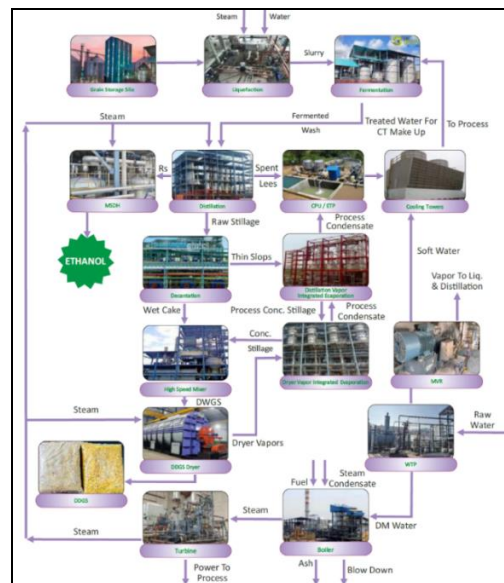 Steam
Water
Slurry
Grain Storage Silo
Liquefaction
Fermentation
Steam
Fermented
Wash
Treated Water For
CT Make Up
To Process
Rs
Spent
Lees
MSDH
Distillation
CPU / ETP
Cooling Towers
Raw Stillage
Process
Condensate
ETHANOL
Thin Slops
Soft Water
Vapor To Liq.
& Distillation
Decantation
Distillation Vapor
Integrated Evaporation
Wet Cake
Process Conc. Stillage
Process
Condensate
Conc.
Stillage
High Speed Mixer
Dryer Vapor Integrated Evaporation
MVR
DWGS
Steam
Dryer Vapors
Raw
Water
DDGS Dryer
WTP
DDGS
Fuel
Steam
Condensate
Steam
Steam
DM Water
Turbine
Boiler
Power To
Process
Ash
Blow Down